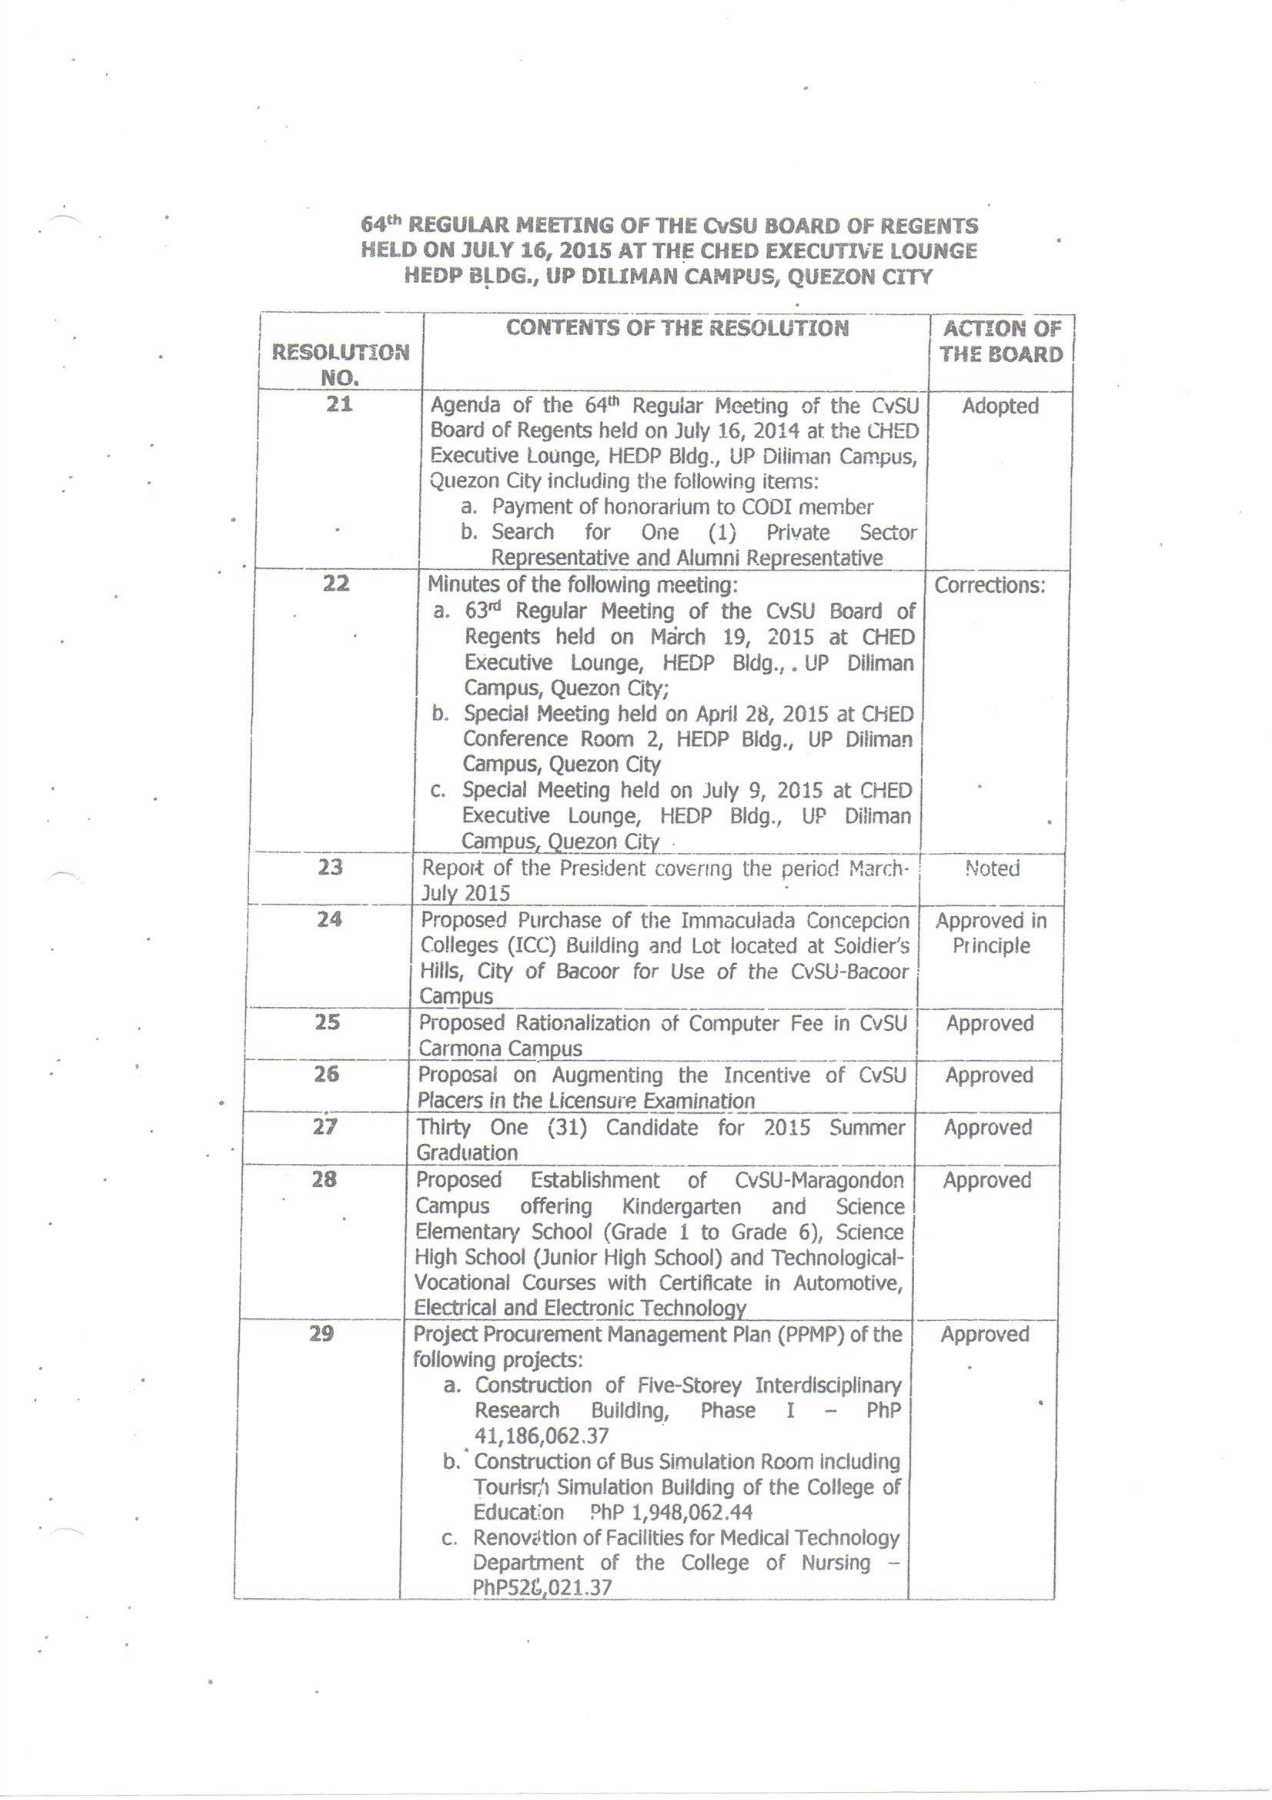 64th REGULAR MEETING OF THE CvSU BOARD OF REGENTS
HELD ON JULY 16, 2015 AT THE CHED EXECUTIVE LOUNGE
HEDP BLDG., UP DILIMAN CAMPUS, QUEZON CITY
RESOLUTION
NO.
CONTENTS OF THE RESOLUTION
ACTION OF
THE BOARD
21
Agenda of the 64th Regular Meeting of the CvSU
Board of Regents held on July 16, 2014 at the CHED
Executive Lounge, HEDP Bldg., UP Diliman Campus,
Quezon City including the following items:
a. Payment of honorarium to CODI member
b. Search for One (1) Private Sector
Representative and Alumni Representative
Adopted
22
Minutes of the following meeting:
a. 63rd Regular Meeting of the CvSU Board of
Regents held on March 19, 2015 at CHED
Executive Lounge, HEDP Bldg., UP Diliman
Campus, Quezon City;
b. Special Meeting held on April 28, 2015 at CHED
Conference Room 2, HEDP Bldg., UP Diliman
Campus, Quezon City
c. Special Meeting held on July 9, 2015 at CHED
Executive Lounge, HEDP Bldg., UP Diliman
Campus, Quezon City
Corrections:
23
Report of the President covering the period March-
July 2015
Noted
24
Proposed Purchase of the Immaculada Concepcion
Colleges (ICC) Building and Lot located at Soldier's
Hills, City of Bacoor for Use of the CvSU-Bacoor
Campus
Approved in
Principle
25
Proposed Rationalization of Computer Fee in CvSU
Carmona Campus
Approved
26
Proposal on Augmenting the Incentive of CvSU
Placers in the Licensure Examination
Approved
27
Thirty One (31) Candidate for 2015 Summer
Graduation
Approved
28
Proposed Establishment of CvSU-Maragondon
Campus offering Kindergarten and Science
Elementary School (Grade 1 to Grade 6), Science
High School (Junior High School) and Technological-
Vocational Courses with Certificate in Automotive,
Electrical and Electronic Technology
Approved
29
Project Procurement Management Plan (PPMP) of the
following projects:
a. Construction of Five-Storey Interdisciplinary
Research Building, Phase I – PhP
41,186,062.37
b. Construction of Bus Simulation Room including
Tourism Simulation Building of the College of
Education PhP 1,948,062.44
c. Renovation of Facilities for Medical Technology
Department of the College of Nursing –
Approved